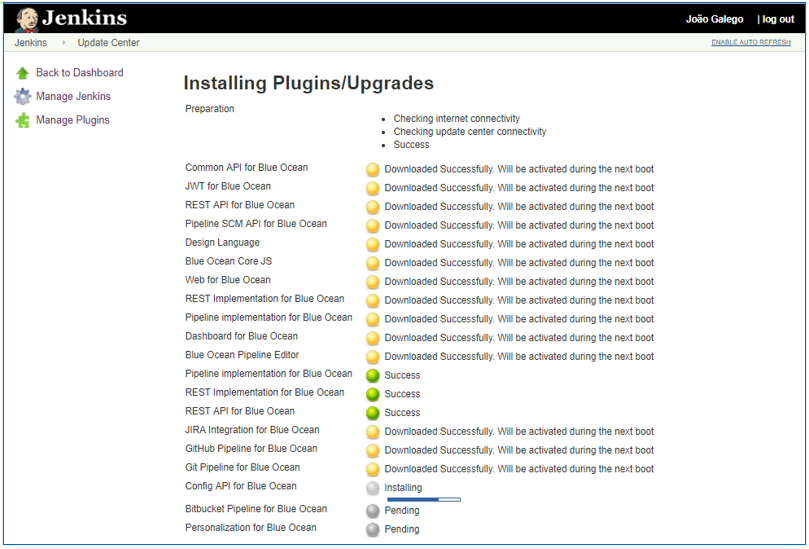 Jenkins
João Galego | log out
Jenkins Update Center
ENABLE AUTO REFRESH
Back to Dashboard
Manage Jenkins
Manage Plugins
Installing Plugins/Upgrades
Preparation
Checking internet connectivity
Checking update center connectivity
Success
Common API for Blue Ocean Downloaded Successfully. Will be activated during the next boot
JWT for Blue Ocean Downloaded Successfully. Will be activated during the next boot
REST API for Blue Ocean Downloaded Successfully. Will be activated during the next boot
Pipeline SCM API for Blue Ocean Downloaded Successfully. Will be activated during the next boot
Design Language Downloaded Successfully. Will be activated during the next boot
Blue Ocean Core JS Downloaded Successfully. Will be activated during the next boot
Web for Blue Ocean Downloaded Successfully. Will be activated during the next boot
REST Implementation for Blue Ocean Downloaded Successfully. Will be activated during the next boot
Pipeline implementation for Blue Ocean Downloaded Successfully. Will be activated during the next boot
Dashboard for Blue Ocean Downloaded Successfully. Will be activated during the next boot
Blue Ocean Pipeline Editor Downloaded Successfully. Will be activated during the next boot
Pipeline implementation for Blue Ocean Success
REST Implementation for Blue Ocean Success
REST API for Blue Ocean Success
JIRA Integration for Blue Ocean Downloaded Successfully. Will be activated during the next boot
GitHub Pipeline for Blue Ocean Downloaded Successfully. Will be activated during the next boot
Git Pipeline for Blue Ocean Downloaded Successfully. Will be activated during the next boot
Config API for Blue Ocean Installing
Bitbucket Pipeline for Blue Ocean Pending
Personalization for Blue Ocean Pending